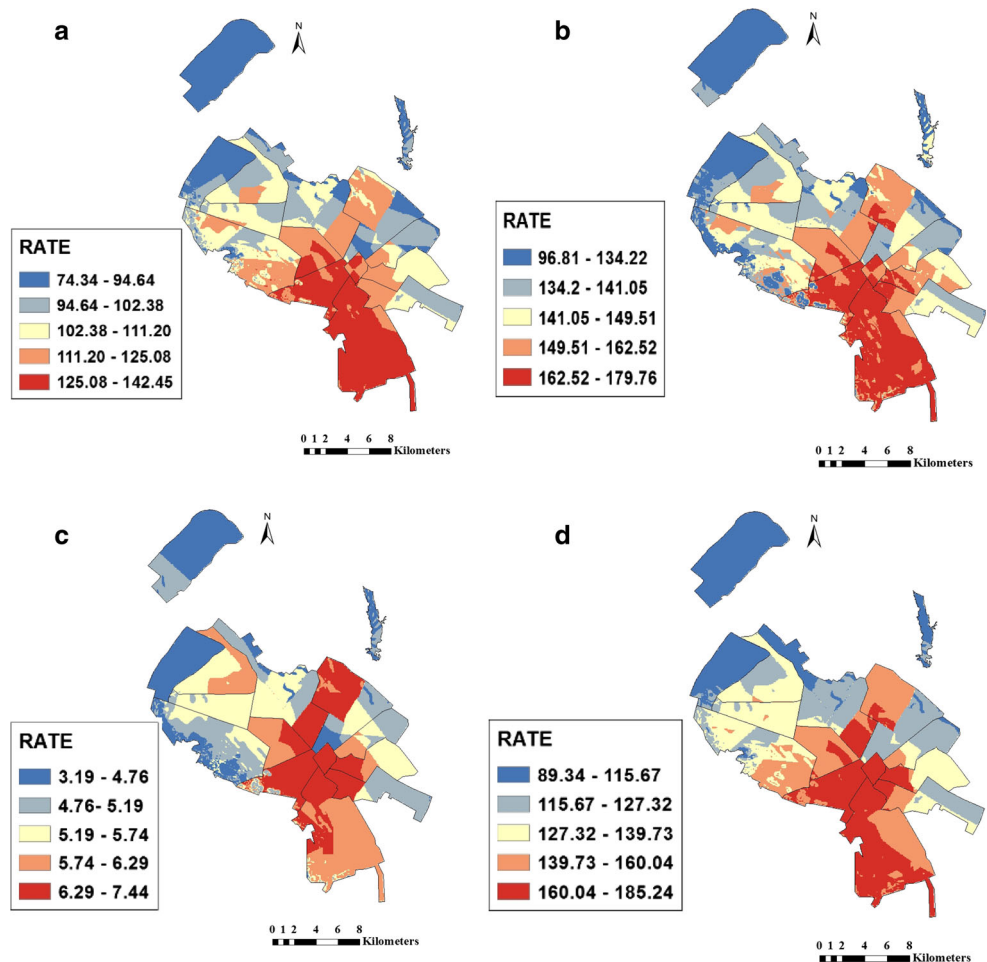 a
N
RATE
74.34 - 94.64
94.64 - 102.38
102.38 - 111.20
111.20 - 125.08
125.08 - 142.45
0 1 2 4 6 8
Kilometers
b
N
RATE
96.81 - 134.22
134.2 - 141.05
141.05 - 149.51
149.51 - 162.52
162.52 - 179.76
0 1 2 4 6 8
Kilometers
c
N
RATE
3.19 - 4.76
4.76- 5.19
5.19 - 5.74
5.74 - 6.29
6.29 - 7.44
0 1 2 4 6 8
Kilometers
d
N
RATE
89.34 - 115.67
115.67 - 127.32
127.32 - 139.73
139.73 - 160.04
160.04 - 185.24
0 1 2 4 6 8
Kilometers